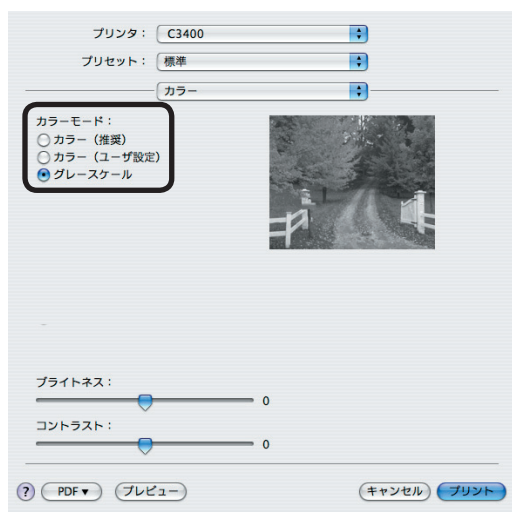 プリンタ： C3400
プリセット： 標準
カラー
カラーモード：
カラー（推奨）
カラー（ユーザ設定）
グレースケール
ブライトネス：
0
コントラスト：
0
? PDF▼ プレビュー キャンセル プリント